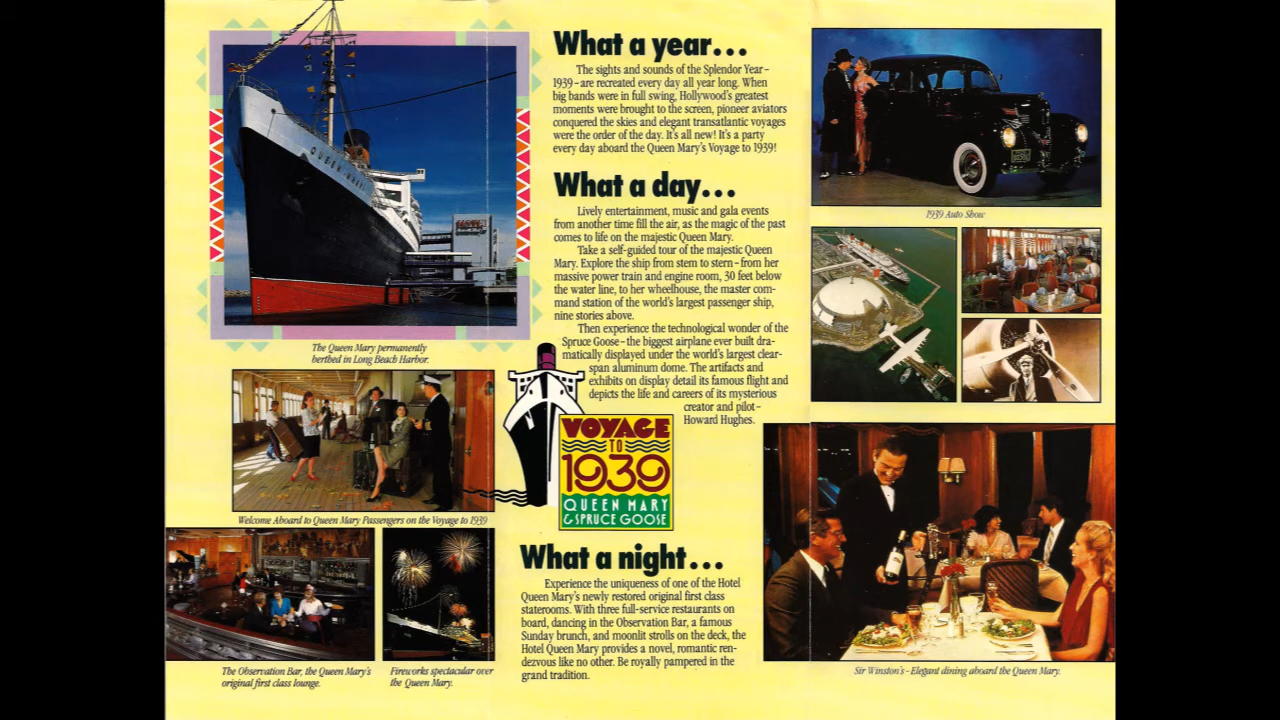 QUEEN MARY
The Queen Mary permanently
berthed in Long Beach Harbor.
Welcome Aboard to Queen Mary Passengers on the Voyage to 1939
The Observation Bar, the Queen Mary's
original first class lounge.
Fireworks spectacular over
the Queen Mary.
What a year...
The sights and sounds of the Splendor Year–
1939–are recreated every day all year long. When
big bands were in full swing, Hollywood's greatest
moments were brought to the screen, pioneer aviators
conquered the skies and elegant transatlantic voyages
were the order of the day. It's all new! It's a party
every day aboard the Queen Mary's Voyage to 1939!
What a day...
Lively entertainment, music and gala events
from another time fill the air, as the magic of the past
comes to life on the majestic Queen Mary.
Take a self-guided tour of the majestic Queen
Mary. Explore the ship from stem to stern–from her
massive power train and engine room, 30 feet below
the water line, to her wheelhouse, the master com-
mand station of the world's largest passenger ship,
nine stories above.
Then experience the technological wonder of the
Spruce Goose–the biggest airplane ever built dra-
matically displayed under the world's largest clear-
span aluminum dome. The artifacts and
exhibits on display detail its famous flight and
depicts the life and careers of its mysterious
creator and pilot–
Howard Hughes.
VOYAGE
TO
1939
QUEEN MARY
& SPRUCE GOOSE
What a night...
Experience the uniqueness of one of the Hotel
Queen Mary's newly restored original first class
staterooms. With three full-service restaurants on
board, dancing in the Observation Bar, a famous
Sunday brunch, and moonlit strolls on the deck, the
Hotel Queen Mary provides a novel, romantic ren-
dezvous like no other. Be royally pampered in the
grand tradition.
1939 Auto Show
Sir Winston's - Elegant dining aboard the Queen Mary.